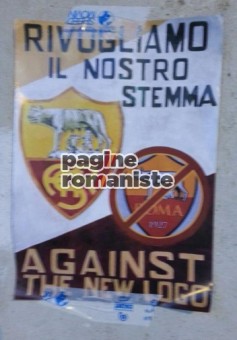 RIVOGLIAMO
IL NOSTRO
STEMMA
pagine
romaniste
ROMA
1927
AGAINST
THE NEW LOGO